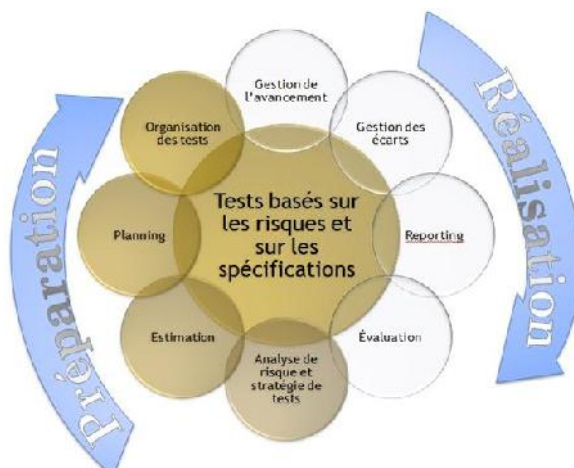 Préparation
Réalisation
Gestion de
l'avancement
Gestion des
écarts
Reporting
Évaluation
Analyse de
risque et
stratégie de
tests
Estimation
Planning
Organisation
des tests
Tests basés sur
les risques et
sur les
spécifications